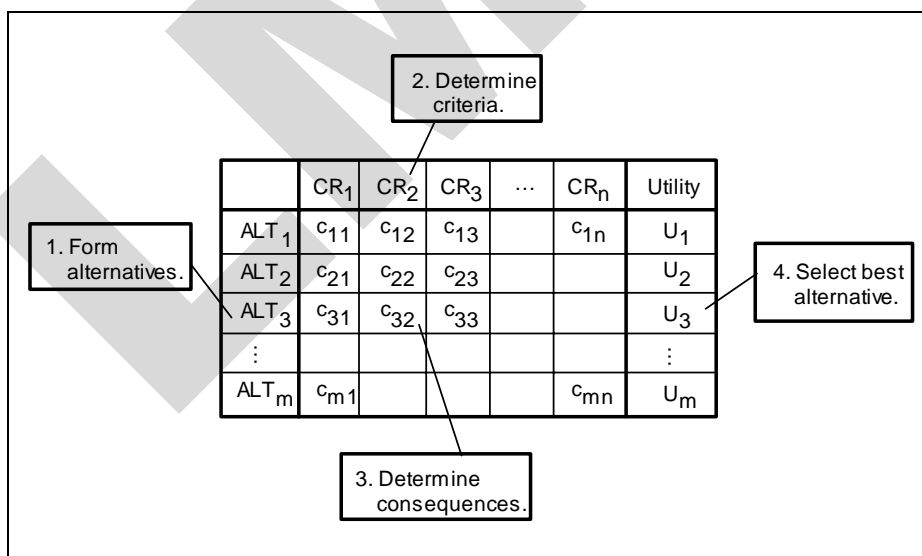 2. Determine
criteria.
CR1 CR2 CR3 ... CRn Utility
ALT1 c11 c12 c13 c1n U1
1. Form
alternatives.
ALT2 c21 c22 c23 U2
4. Select best
alternative.
ALT3 c31 c32 c33 U3
⋮ ⋮
ALTm cm1 cmn Um
3. Determine
consequences.